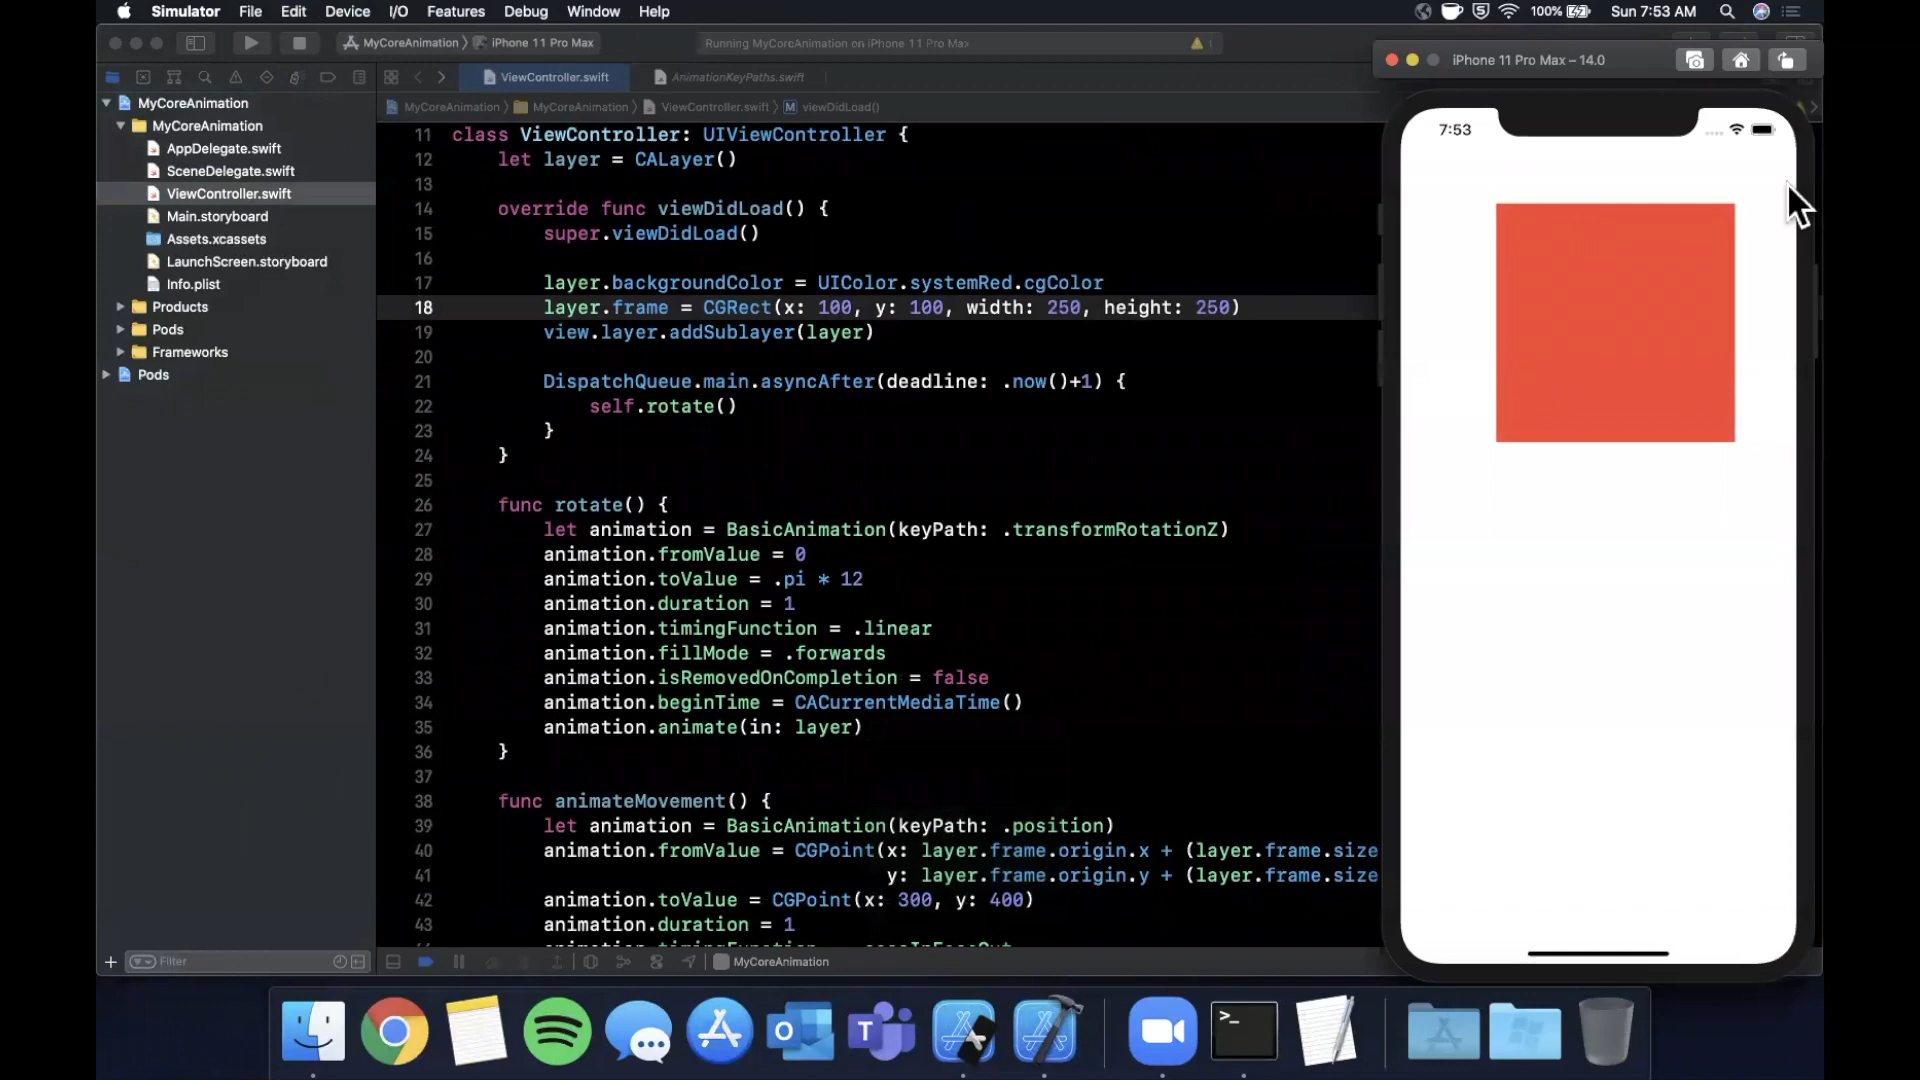 Simulator File Edit Device I/O Features Debug Window Help 100% Sun 7:53 AM
MyCoreAnimation iPhone 11 Pro Max Running MyCoreAnimation on iPhone 11 Pro Max 1
iPhone 11 Pro Max – 14.0
ViewController.swift AnimationKeyPaths.swift
MyCoreAnimation MyCoreAnimation ViewController.swift M viewDidLoad()
MyCoreAnimation
MyCoreAnimation
AppDelegate.swift
SceneDelegate.swift
ViewController.swift
Main.storyboard
Assets.xcassets
LaunchScreen.storyboard
Info.plist
Products
Pods
Frameworks
Pods
11 class ViewController: UIViewController {
12 let layer = CALayer()
13
14 override func viewDidLoad() {
15 super.viewDidLoad()
16
17 layer.backgroundColor = UIColor.systemRed.cgColor
18 layer.frame = CGRect(x: 100, y: 100, width: 250, height: 250)
19 view.layer.addSublayer(layer)
20
21 DispatchQueue.main.asyncAfter(deadline: .now()+1) {
22 self.rotate()
23 }
24 }
25
26 func rotate() {
27 let animation = BasicAnimation(keyPath: .transformRotationZ)
28 animation.fromValue = 0
29 animation.toValue = .pi * 12
30 animation.duration = 1
31 animation.timingFunction = .linear
32 animation.fillMode = .forwards
33 animation.isRemovedOnCompletion = false
34 animation.beginTime = CACurrentMediaTime()
35 animation.animate(in: layer)
36 }
37
38 func animateMovement() {
39 let animation = BasicAnimation(keyPath: .position)
40 animation.fromValue = CGPoint(x: layer.frame.origin.x + (layer.frame.size
41 y: layer.frame.origin.y + (layer.frame.size
42 animation.toValue = CGPoint(x: 300, y: 400)
43 animation.duration = 1
7:53
Filter
MyCoreAnimation